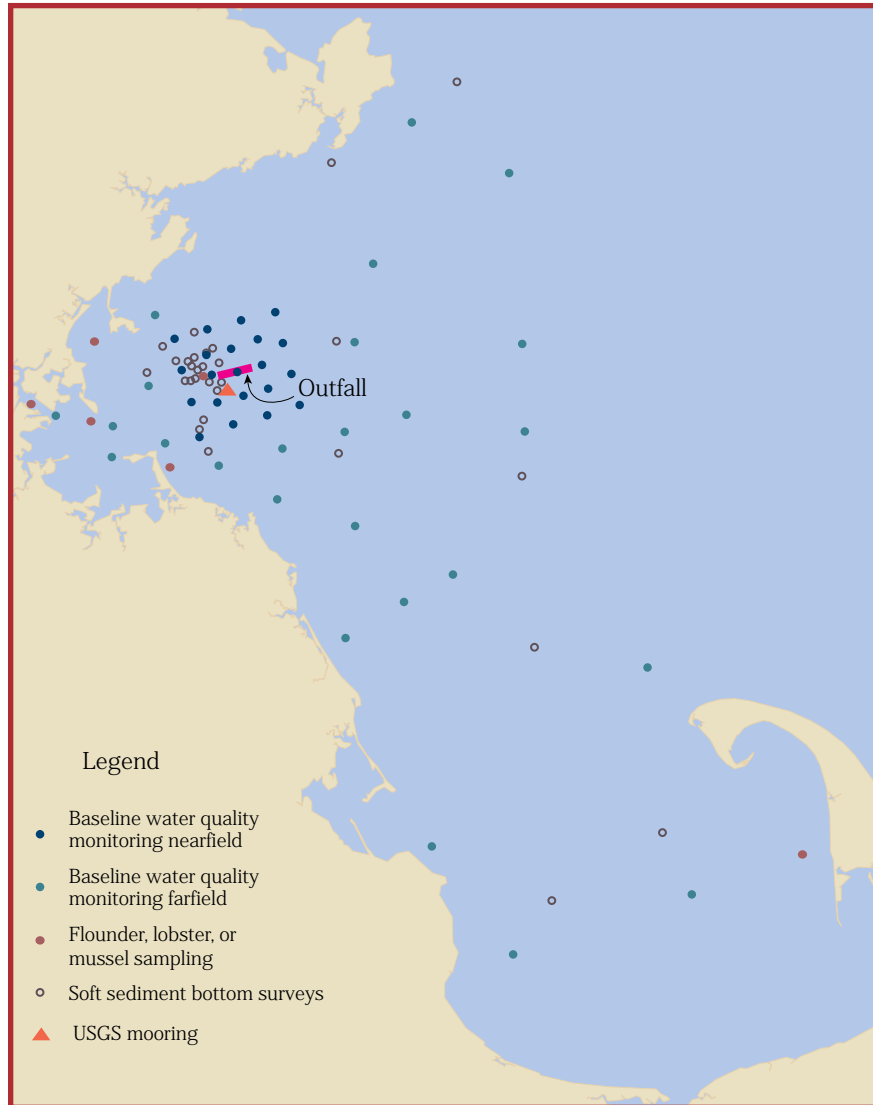 Outfall
Legend
Baseline water quality
monitoring nearfield
Baseline water quality
monitoring farfield
Flounder, lobster, or
mussel sampling
Soft sediment bottom surveys
USGS mooring